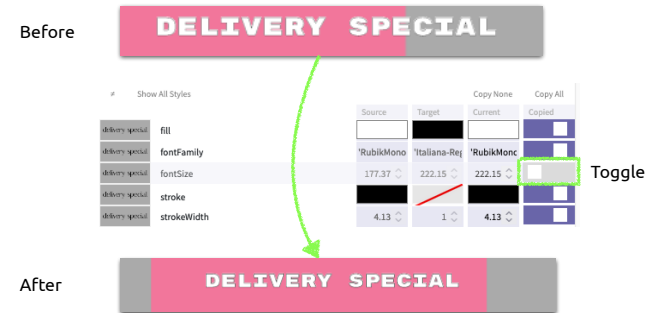 Before
DELIVERY SPECIAL
≠ Show All Styles Copy None Copy All
Source Target Current Copied
delivery special fill
delivery special fontFamily 'RubikMono 'Italiana-Reg 'RubikMono
delivery special fontSize 177.37 222.15 222.15
Toggle
delivery special stroke
delivery special strokeWidth 4.13 1 4.13
After
DELIVERY SPECIAL